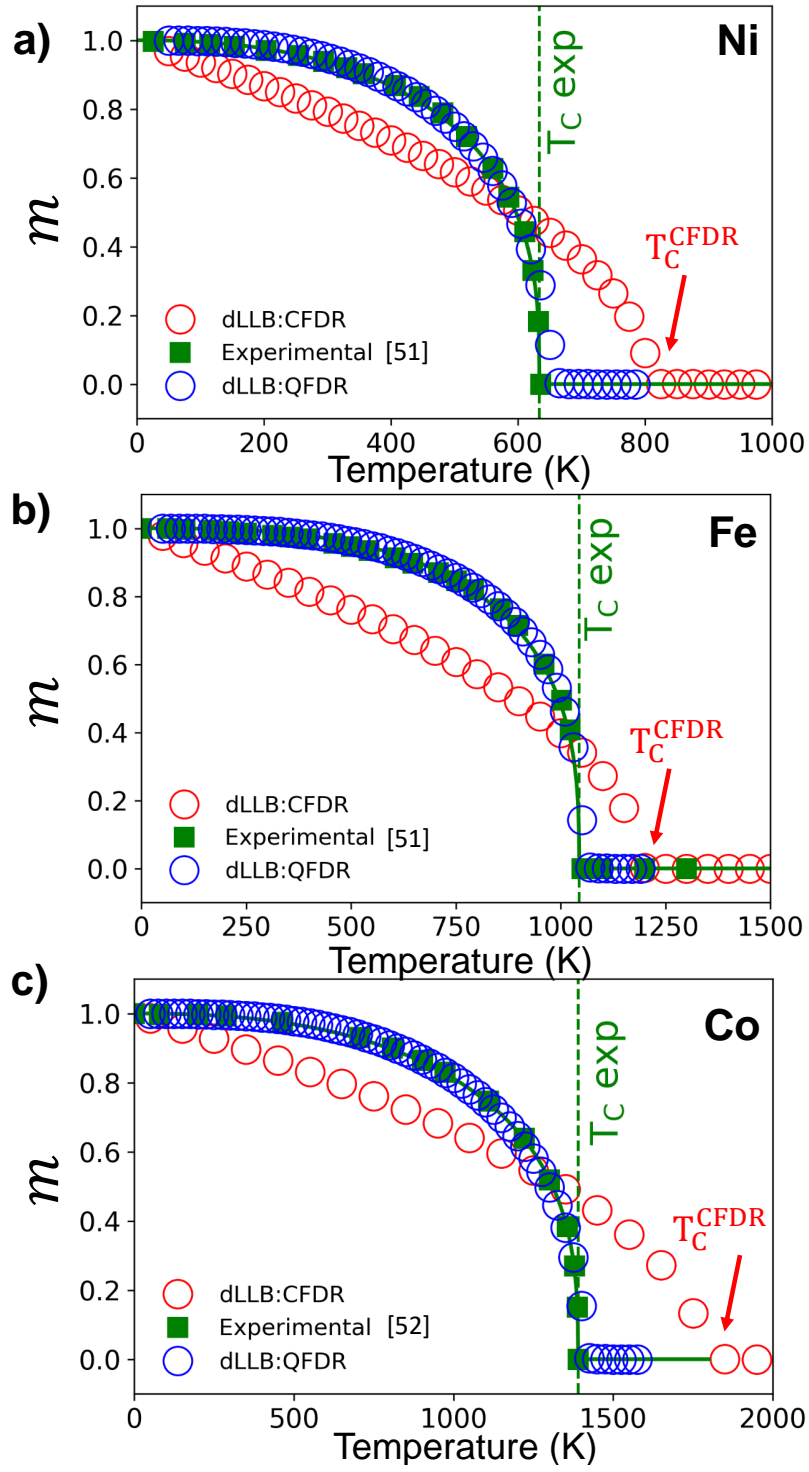 a)
Ni
1.0
0.8
0.6
0.4
0.2
0.0
m
T_C exp
T_C^CFDR
dLLB:CFDR
Experimental [51]
dLLB:QFDR
0 200 400 600 800 1000
Temperature (K)
b)
Fe
1.0
0.8
0.6
0.4
0.2
0.0
m
T_C exp
T_C^CFDR
dLLB:CFDR
Experimental [51]
dLLB:QFDR
0 250 500 750 1000 1250 1500
Temperature (K)
c)
Co
1.0
0.8
0.6
0.4
0.2
0.0
m
T_C exp
T_C^CFDR
dLLB:CFDR
Experimental [52]
dLLB:QFDR
0 500 1000 1500 2000
Temperature (K)